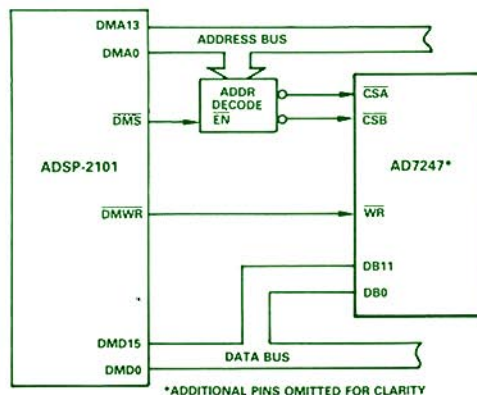 DMA13
DMA0
ADDRESS BUS
ADDR
DECODE
EN
DMS
CSA
CSB
ADSP-2101
AD7247*
DMWR
WR
DB11
DB0
DMD15
DATA BUS
DMD0
*ADDITIONAL PINS OMITTED FOR CLARITY